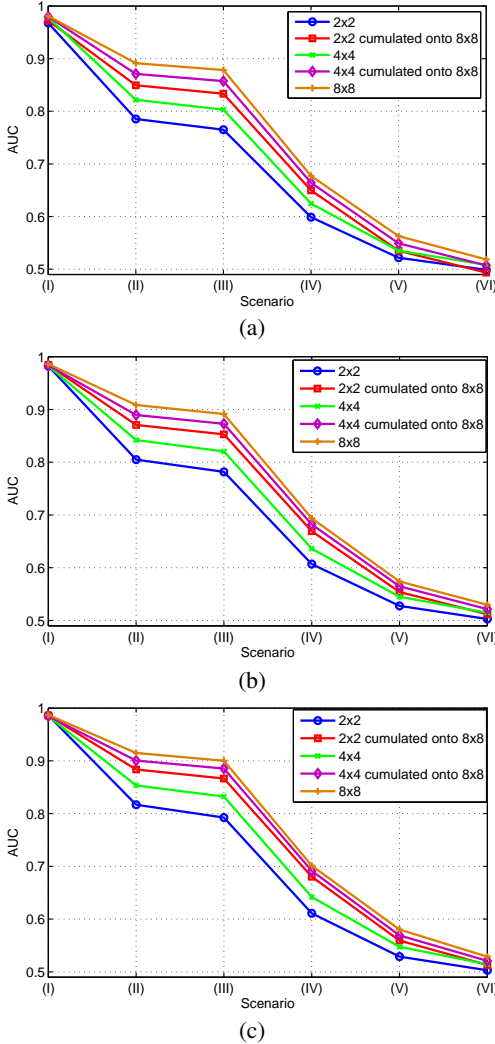 1
0.9
0.8
0.7
0.6
0.5
AUC
2x2
2x2 cumulated onto 8x8
4x4
4x4 cumulated onto 8x8
8x8
(I) (II) (III) (IV) (V) (VI)
Scenario
(a)
1
0.9
0.8
0.7
0.6
0.5
AUC
2x2
2x2 cumulated onto 8x8
4x4
4x4 cumulated onto 8x8
8x8
(I) (II) (III) (IV) (V) (VI)
Scenario
(b)
1
0.9
0.8
0.7
0.6
0.5
AUC
2x2
2x2 cumulated onto 8x8
4x4
4x4 cumulated onto 8x8
8x8
(I) (II) (III) (IV) (V) (VI)
Scenario
(c)